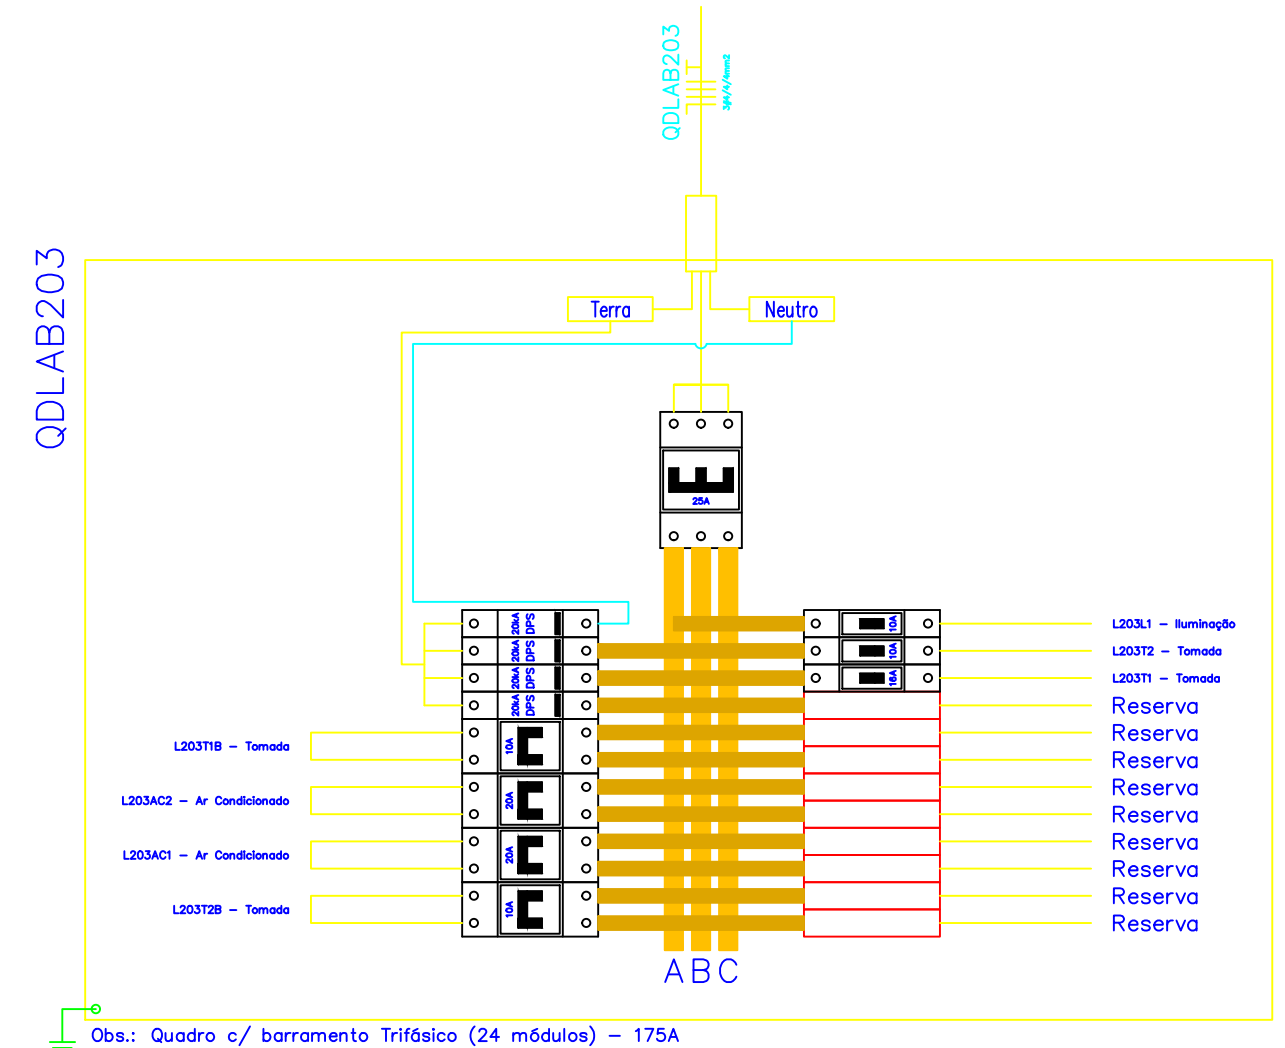 QDLAB203
3#4/4/4mm2
QDLAB203
Terra
Neutro
25A
20kA DPS
20kA DPS
20kA DPS
20kA DPS
10A
20A
20A
10A
10A
10A
16A
L203T1B - Tomada
L203AC2 - Ar Condicionado
L203AC1 - Ar Condicionado
L203T2B - Tomada
L203L1 - Iluminação
L203T2 - Tomada
L203T1 - Tomada
Reserva
Reserva
Reserva
Reserva
Reserva
Reserva
Reserva
Reserva
Reserva
A B C
Obs.: Quadro c/ barramento Trifásico (24 módulos) - 175A